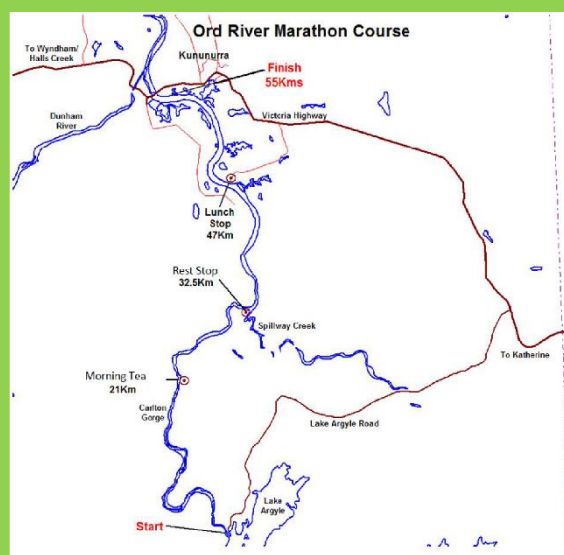 Ord River Marathon Course
To Wyndham/
Halls Creek
Kununurra
Finish
55Kms
Dunham
River
Victoria Highway
Lunch
Stop
47Km
Rest Stop
32.5Km
Spillway Creek
To Katherine
Morning Tea
21Km
Carlton
Gorge
Lake Argyle Road
Lake
Argyle
Start